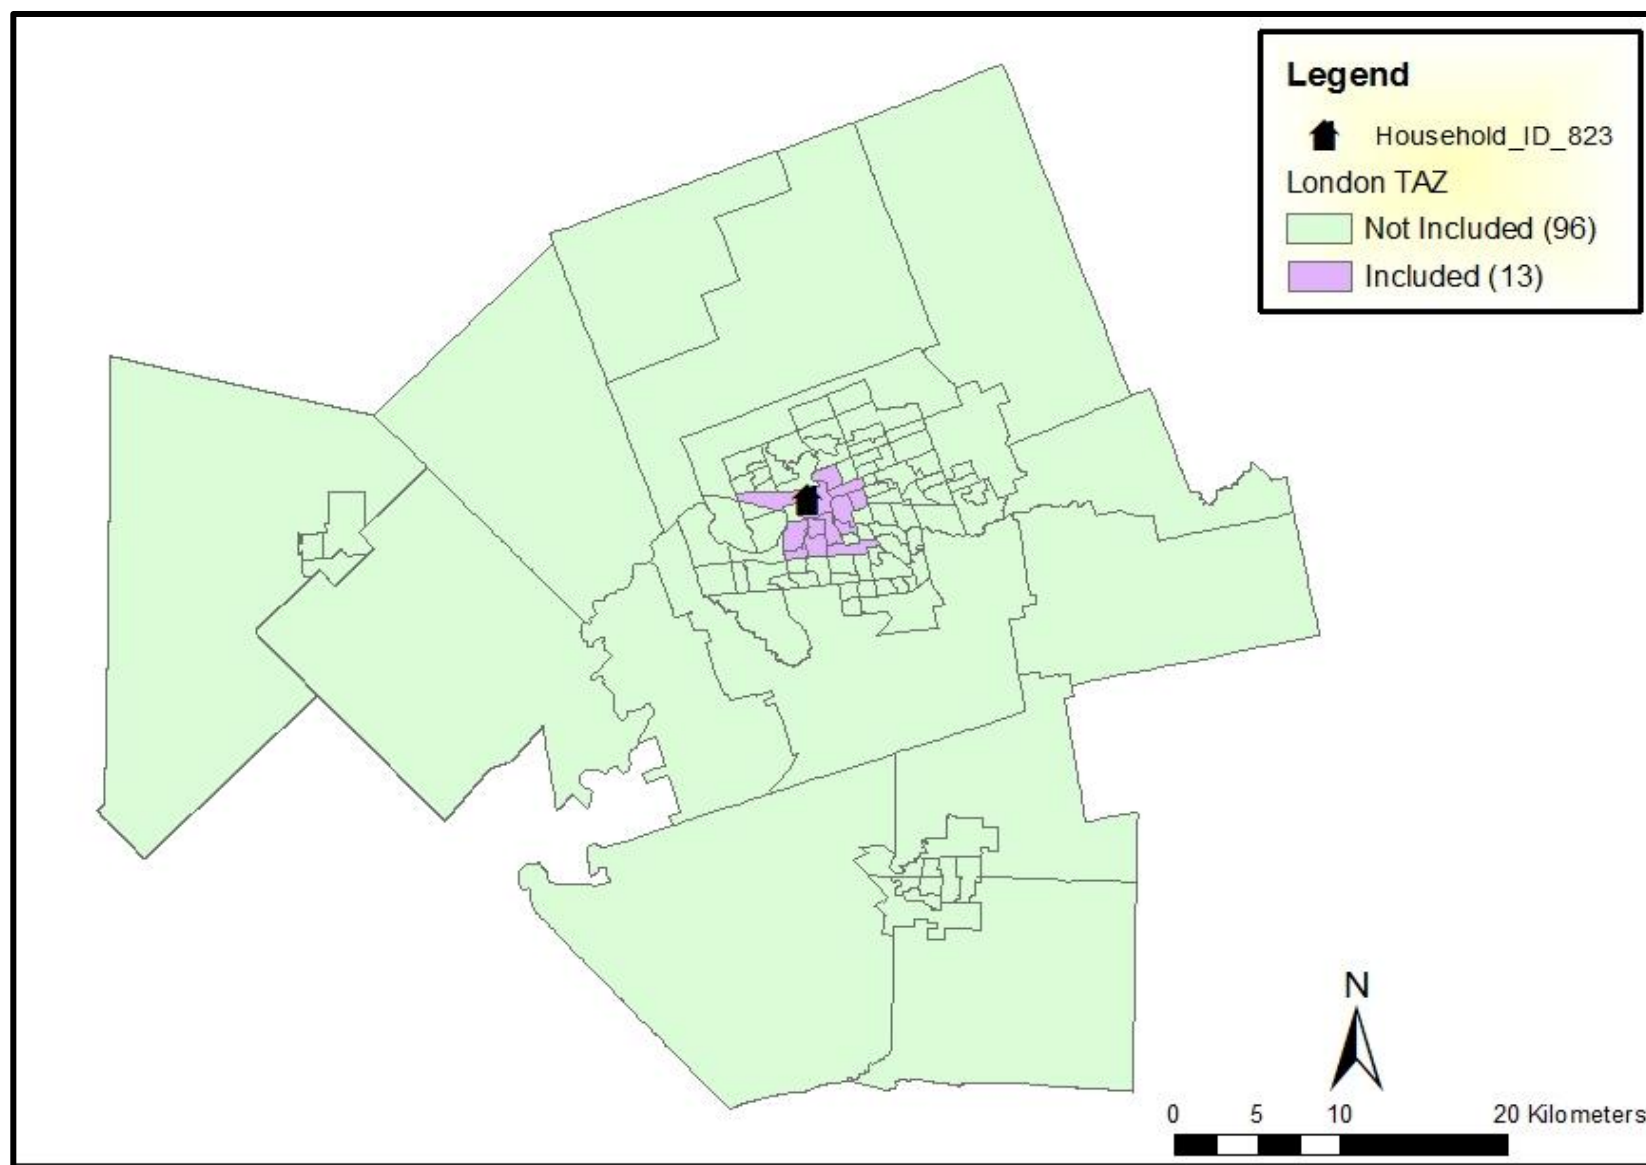 Legend
Household_ID_823
London TAZ
Not Included (96)
Included (13)
N
0 5 10 20 Kilometers